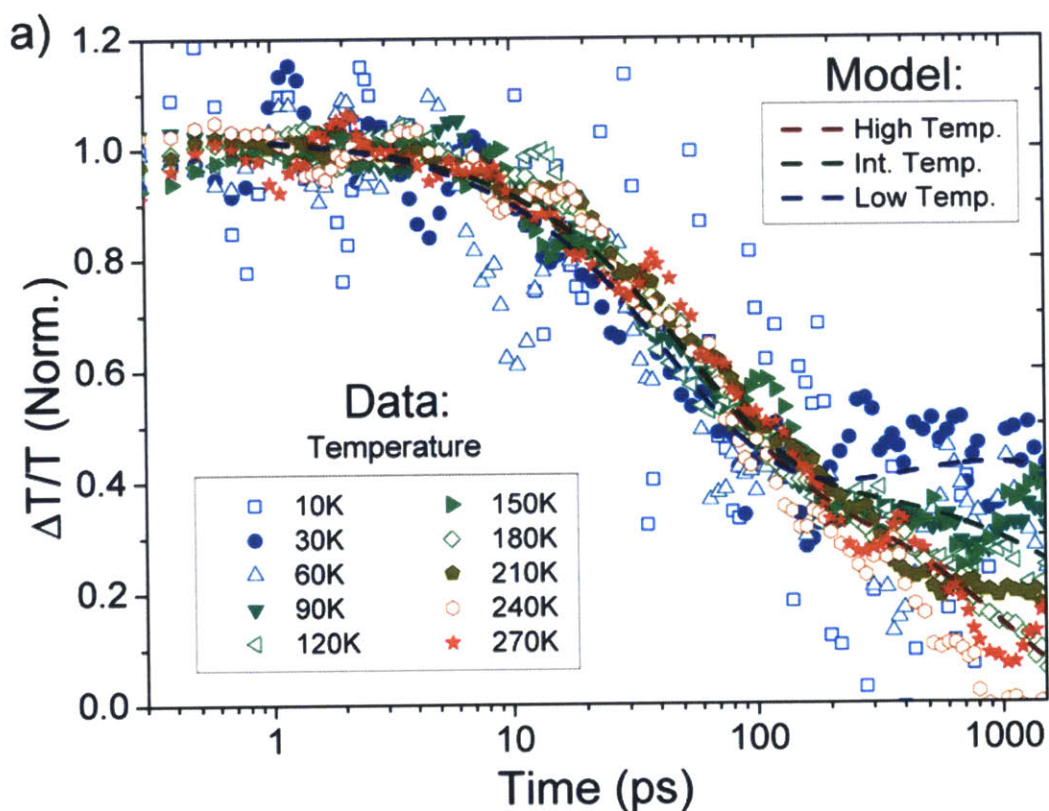 a)
1.2
1.0
0.8
0.6
0.4
0.2
0.0
ΔT/T (Norm.)
Model:
High Temp.
Int. Temp.
Low Temp.
Data:
Temperature
10K 150K
30K 180K
60K 210K
90K 240K
120K 270K
1 10 100 1000
Time (ps)